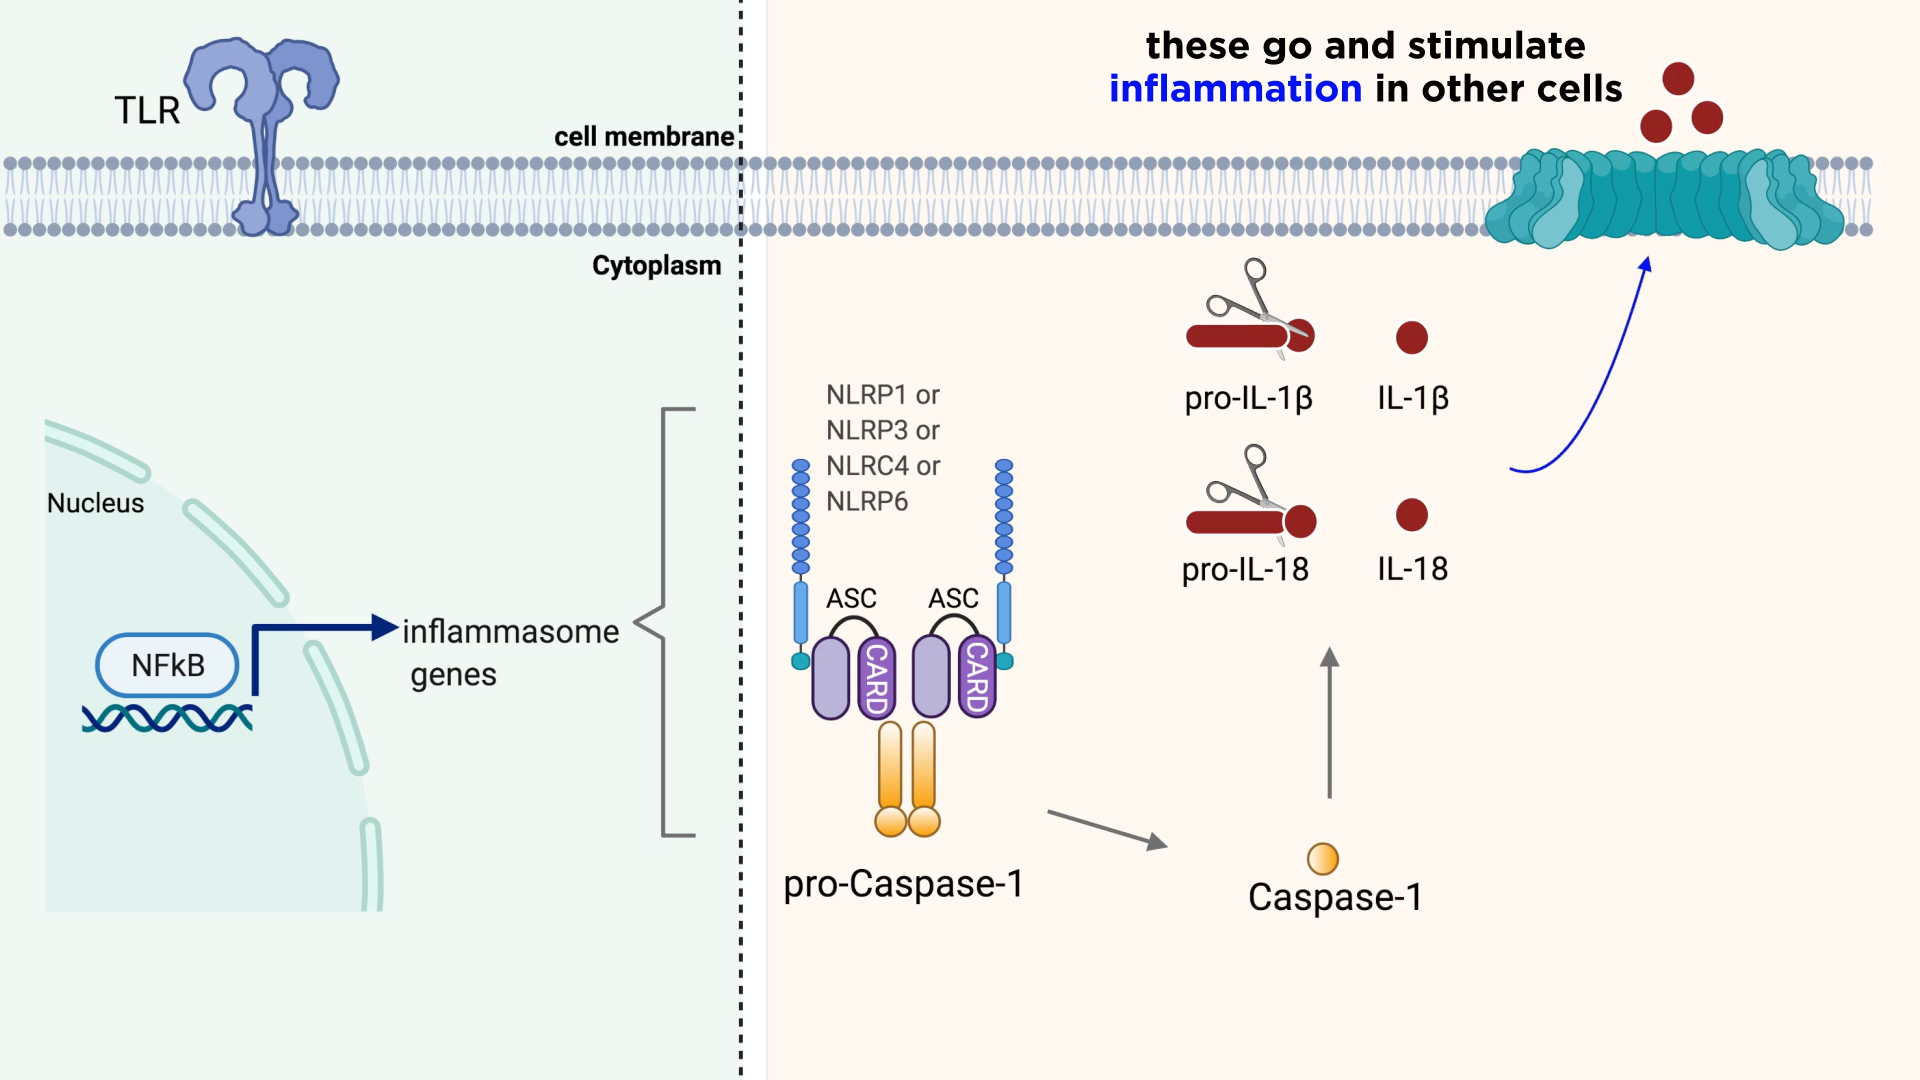 these go and stimulate
inflammation in other cells
TLR
cell membrane
Cytoplasm
Nucleus
NFkB
inflammasome
genes
NLRP1 or
NLRP3 or
NLRC4 or
NLRP6
ASC
ASC
CARD
CARD
pro-Caspase-1
Caspase-1
pro-IL-1β
IL-1β
pro-IL-18
IL-18